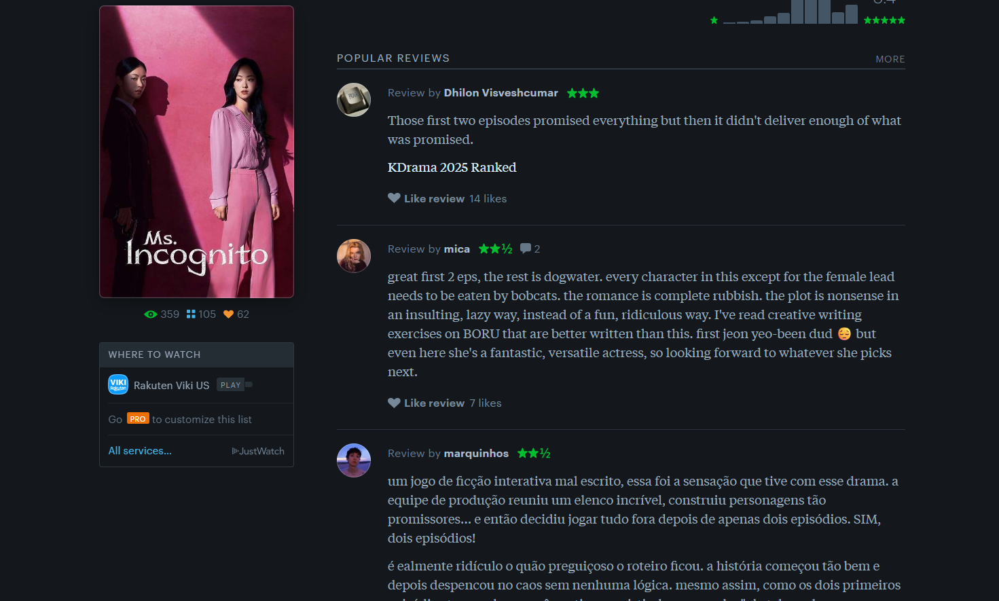 Ms.
Incognito
359 105 62
WHERE TO WATCH
VIKI
Rakuten
Rakuten Viki US PLAY
Go PRO to customize this list
All services...
JustWatch
POPULAR REVIEWS
MORE
Review by Dhilon Visveshcumar ★★★
Those first two episodes promised everything but then it didn't deliver enough of what
was promised.
KDrama 2025 Ranked
Like review 14 likes
Review by mica ★★½ 2
great first 2 eps, the rest is dogwater. every character in this except for the female lead
needs to be eaten by bobcats. the romance is complete rubbish. the plot is nonsense in
an insulting, lazy way, instead of a fun, ridiculous way. I've read creative writing
exercises on BORU that are better written than this. first jeon yeo-been dud 😔 but
even here she's a fantastic, versatile actress, so looking forward to whatever she picks
next.
Like review 7 likes
Review by marquinhos ★★½
um jogo de ficção interativa mal escrito, essa foi a sensação que tive com esse drama. a
equipe de produção reuniu um elenco incrível, construiu personagens tão
promissores... e então decidiu jogar tudo fora depois de apenas dois episódios. SIM,
dois episódios!
é ealmente ridículo o quão preguiçoso o roteiro ficou. a história começou tão bem e
depois despencou no caos sem nenhuma lógica. mesmo assim, como os dois primeiros